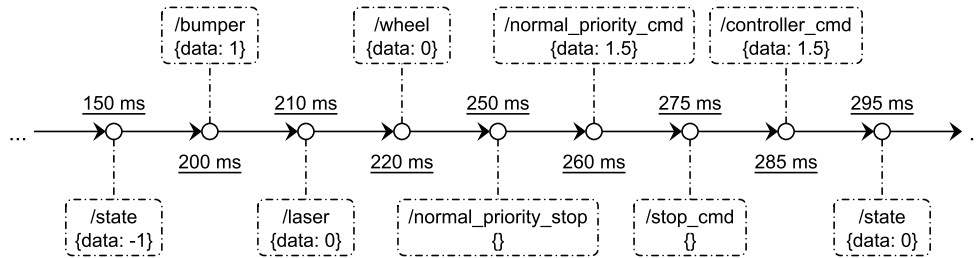 /bumper
{data: 1}
/wheel
{data: 0}
/normal_priority_cmd
{data: 1.5}
/controller_cmd
{data: 1.5}
150 ms
210 ms
250 ms
275 ms
295 ms
...
.
200 ms
220 ms
260 ms
285 ms
/state
{data: -1}
/laser
{data: 0}
/normal_priority_stop
{}
/stop_cmd
{}
/state
{data: 0}